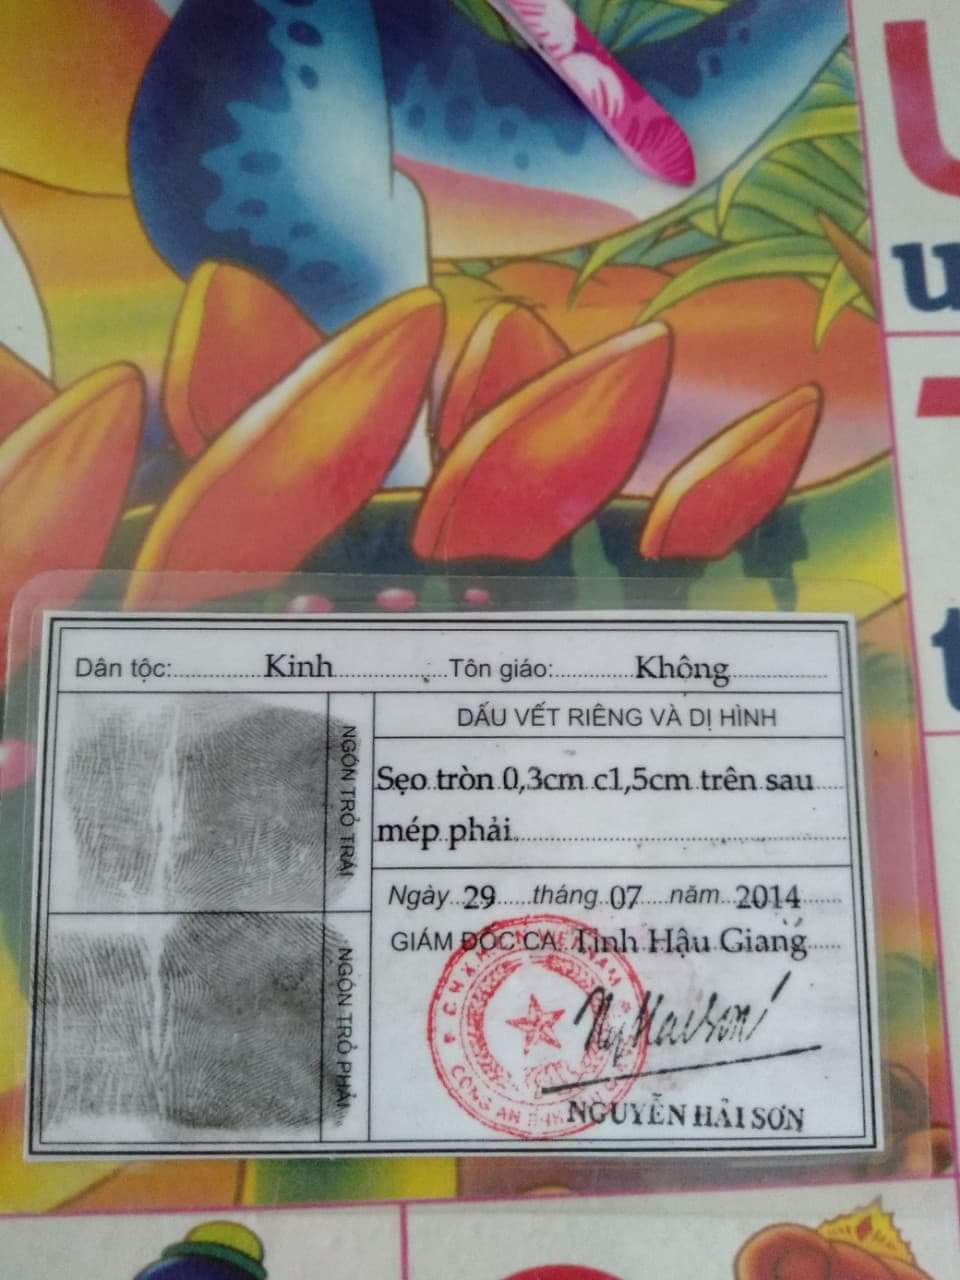 U
u
T
t
Dân tộc: Kinh Tôn giáo: Không
NGÓN TRỎ TRÁI
DẤU VẾT RIÊNG VÀ DỊ HÌNH
Sẹo tròn 0,3cm c1,5cm trên sau
mép phải
NGÓN TRỎ PHẢI
Ngày 29 tháng 07 năm 2014
GIÁM ĐỐC CA. Tỉnh Hậu Giang
CÔNG AN
NGUYỄN HẢI SƠN